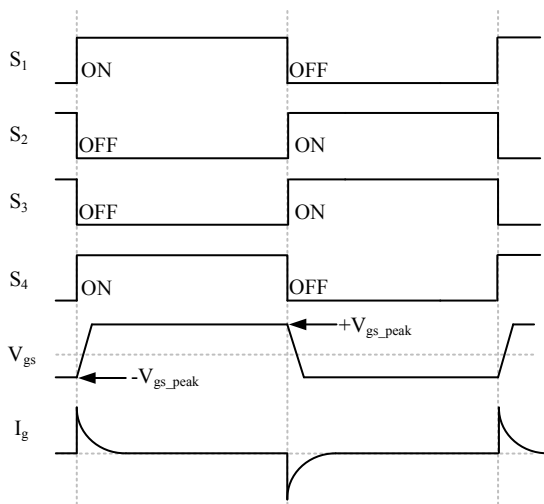 S1
ON OFF
S2
OFF ON
S3
OFF ON
S4
ON OFF
+Vgs_peak
Vgs
-Vgs_peak
Ig